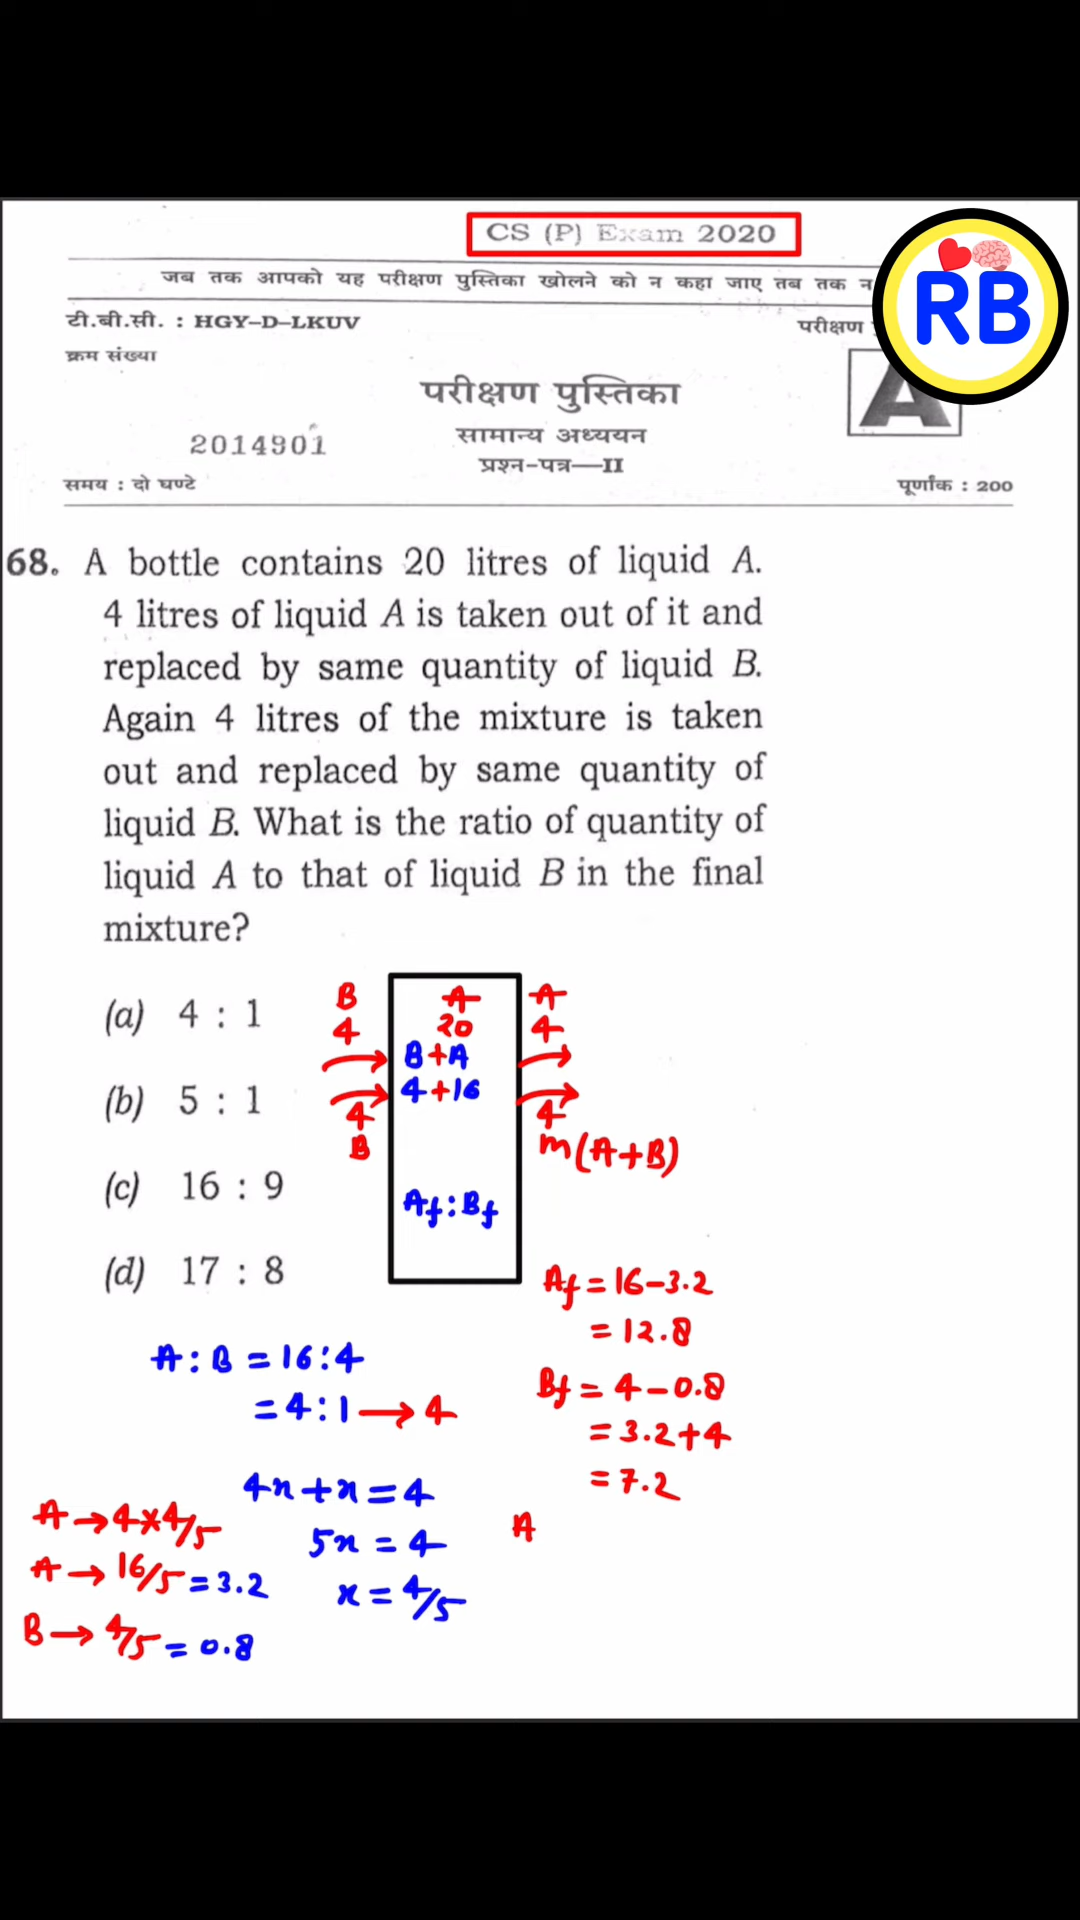 CS (P) Exam 2020
जब तक आपको यह परीक्षण पुस्तिका खोलने को न कहा जाए तब तक न
टी.बी.सी. : HGY–D–LKUV
परीक्षण
RB
क्रम संख्या
परीक्षण पुस्तिका
A
2014901
सामान्य अध्ययन
प्रश्न-पत्र—II
समय : दो घण्टे
पूर्णांक : 200
68. A bottle contains 20 litres of liquid A.
4 litres of liquid A is taken out of it and
replaced by same quantity of liquid B.
Again 4 litres of the mixture is taken
out and replaced by same quantity of
liquid B. What is the ratio of quantity of
liquid A to that of liquid B in the final
mixture?
(a) 4 : 1
(b) 5 : 1
(c) 16 : 9
(d) 17 : 8
B A A
4 20 4
B+A
4+16
4 4
B m(A+B)
Af:Bf
Af = 16-3.2
= 12.8
Bf = 4-0.8
= 3.2+4
= 7.2
A
A:B = 16:4
= 4:1 → 4
4x+x=4
5x = 4
x = 4/5
A → 4×4/5
A → 16/5 = 3.2
B → 4/5 = 0.8